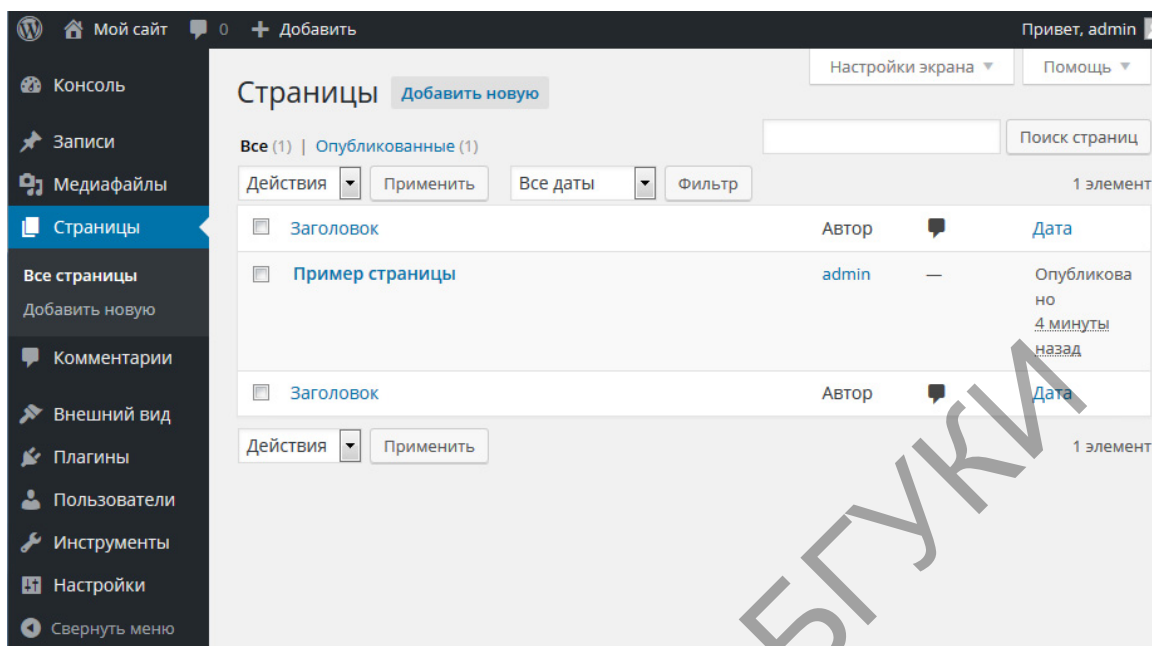 Мой сайт 0 Добавить Привет, admin
Консоль
Записи
Медиафайлы
Страницы
Все страницы
Добавить новую
Комментарии
Внешний вид
Плагины
Пользователи
Инструменты
Настройки
Свернуть меню
Настройки экрана Помощь
Страницы Добавить новую
Все (1) | Опубликованные (1) Поиск страниц
Действия Применить Все даты Фильтр 1 элемент
Заголовок Автор Дата
Пример страницы admin — Опубликова
но
4 минуты
назад
Заголовок Автор Дата
Действия Применить 1 элемент
БГУКИ